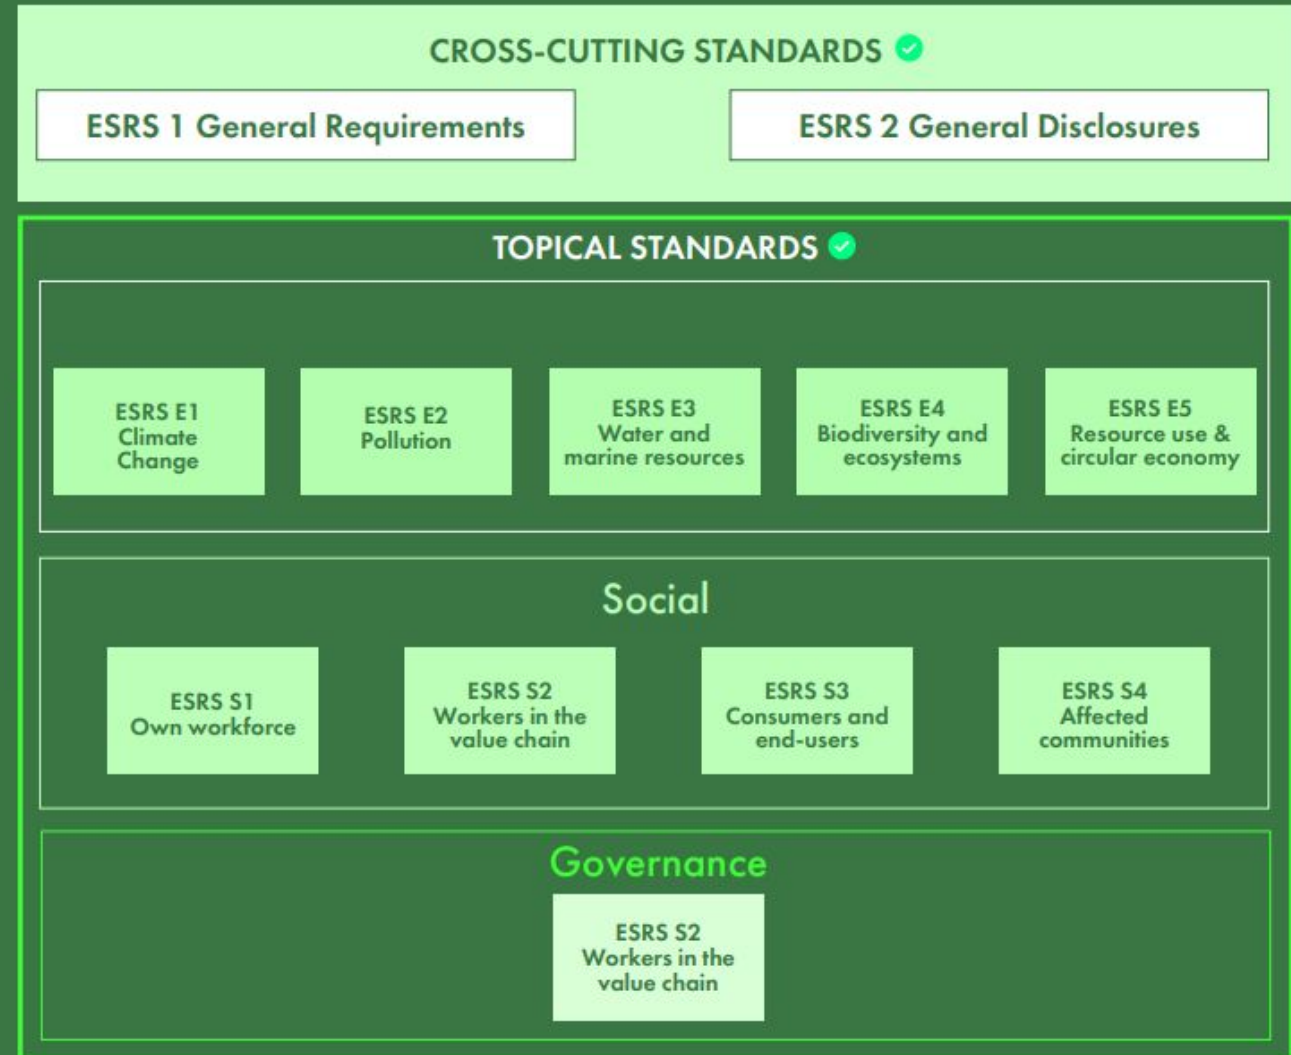 CROSS-CUTTING STANDARDS
ESRS 1 General Requirements
ESRS 2 General Disclosures
TOPICAL STANDARDS
ESRS E1
Climate
Change
ESRS E2
Pollution
ESRS E3
Water and
marine resources
ESRS E4
Biodiversity and
ecosystems
ESRS E5
Resource use &
circular economy
Social
ESRS S1
Own workforce
ESRS S2
Workers in the
value chain
ESRS S3
Consumers and
end-users
ESRS S4
Affected
communities
Governance
ESRS S2
Workers in the
value chain